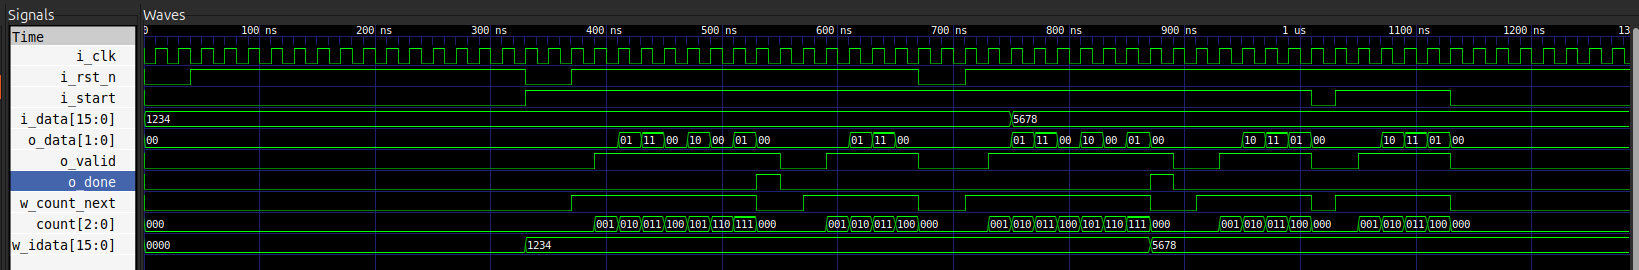 Signals Waves
Time 0 100 ns 200 ns 300 ns 400 ns 500 ns 600 ns 700 ns 800 ns 900 ns 1 us 1100 ns 1200 ns 13
i_clk
i_rst_n
i_start
i_data[15:0] 1234 5678
o_data[1:0] 00 01 11 00 10 00 01 00 01 11 00 01 11 00 10 00 01 00 10 11 01 00 10 11 01 00
o_valid
o_done
w_count_next
count[2:0] 000 001 010 011 100 101 110 111 000 001 010 011 100 000 001 010 011 100 101 110 111 000 001 010 011 100 000 001 010 011 100 000
w_idata[15:0] 0000 1234 5678